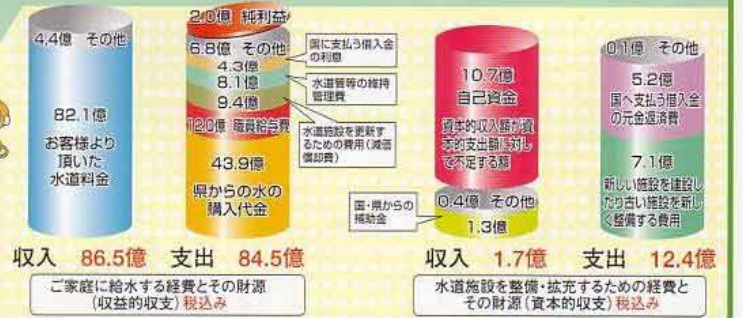 4.4億 その他
82.1億
お客様より
頂いた
水道料金
2.0億 純利益
6.8億 その他
4.3億
8.1億
9.4億
12.0億 職員給与費
43.9億
県からの水の
購入代金
国に支払う借入金
の利息
水道管等の維持
管理費
水道施設を更新す
るための費用(減価
償却費)
収入 86.5億 支出 84.5億
ご家庭に給水する経費とその財源
(収益的収支)税込み
10.7億
自己資金
資本的収入額が資
本的支出額に対し
て不足する額
0.4億 その他
1.3億
国・県からの
補助金
0.1億 その他
5.2億
国へ支払う借入金
の元金返済費
7.1億
新しい施設を建設し
たり古い施設を新し
く整備する費用
収入 1.7億 支出 12.4億
水道施設を整備・拡充するための経費と
その財源(資本的収支)税込み